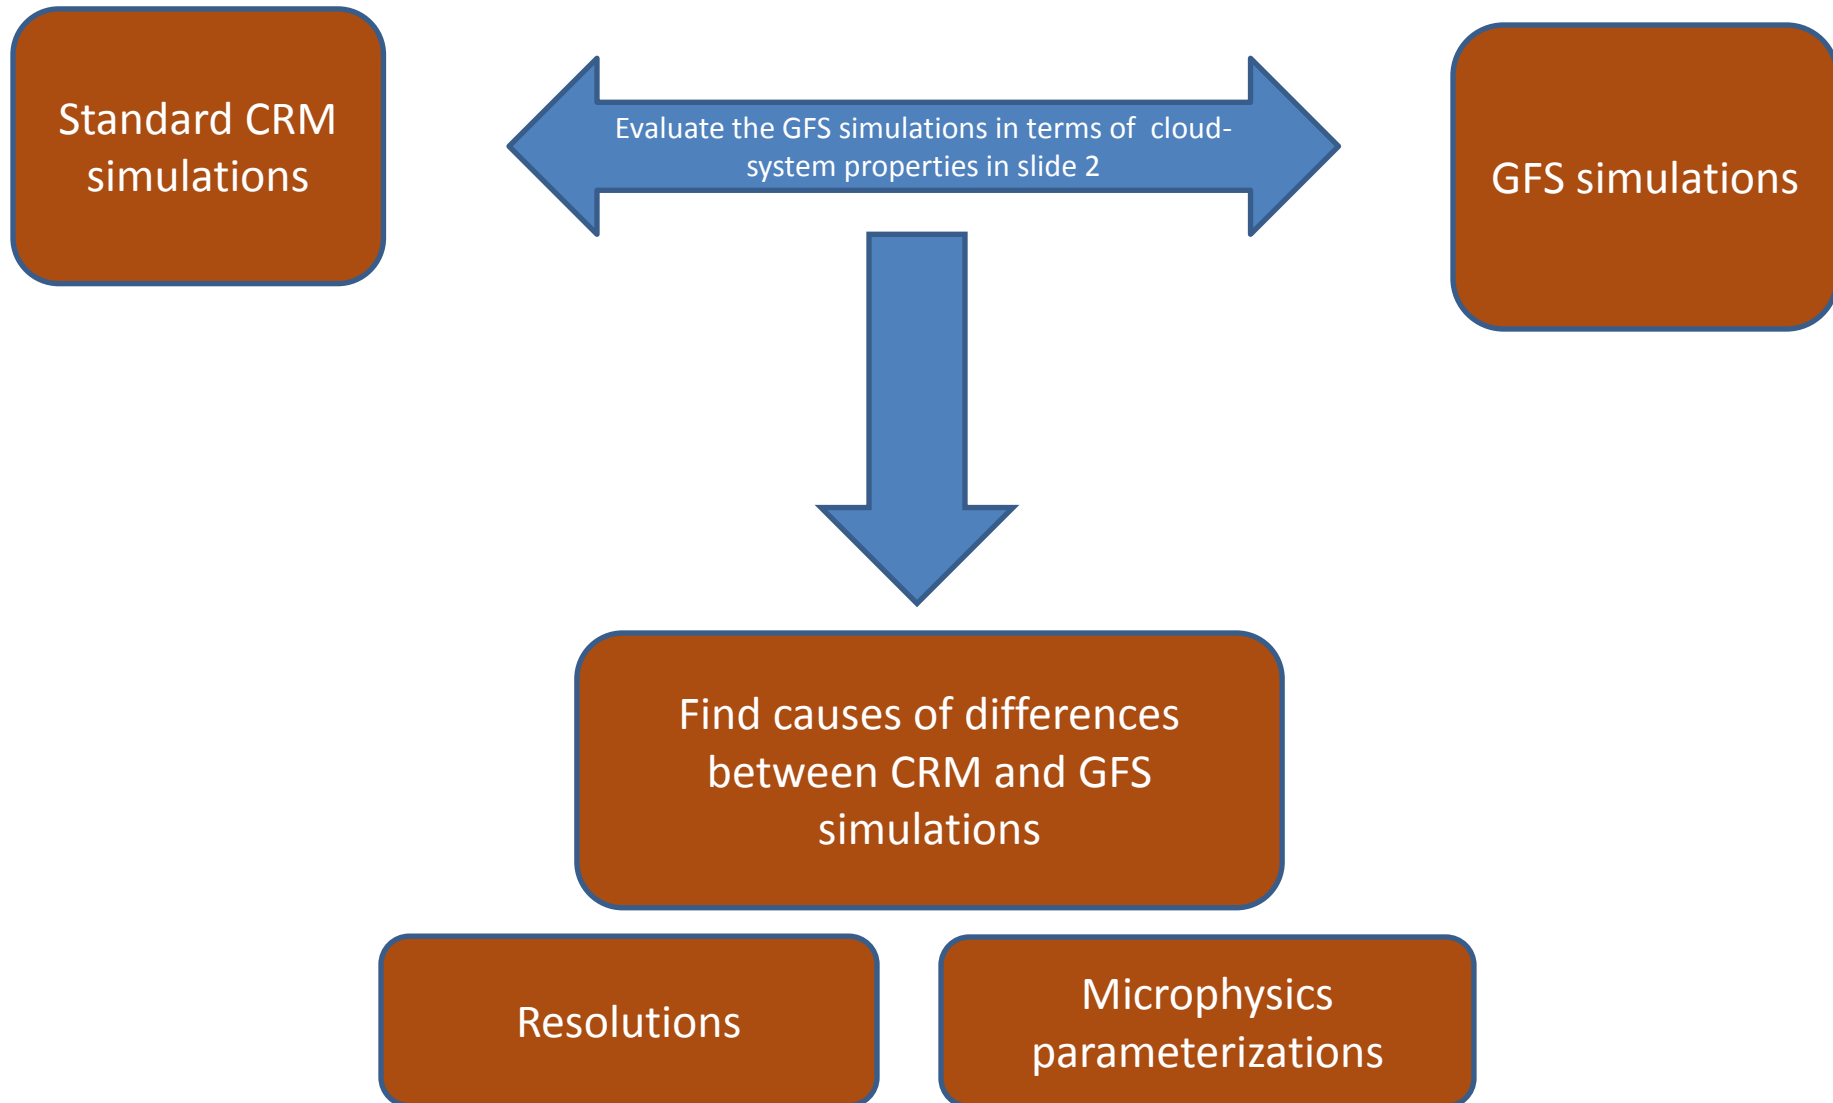 Standard CRM
simulations
Evaluate the GFS simulations in terms of  cloud-
system properties in slide 2
GFS simulations
Find causes of differences
between CRM and GFS
simulations
Resolutions
Microphysics
parameterizations